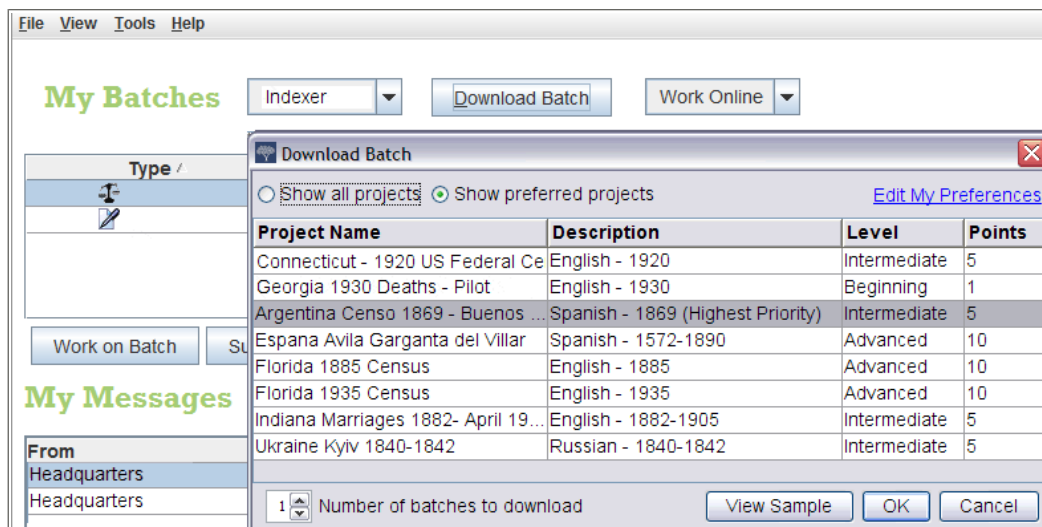 File View Tools Help
My Batches Indexer Download Batch Work Online
Type
Download Batch
Show all projects Show preferred projects Edit My Preferences
Project Name Description Level Points
Connecticut - 1920 US Federal Ce English - 1920 Intermediate 5
Georgia 1930 Deaths - Pilot English - 1930 Beginning 1
Argentina Censo 1869 - Buenos ... Spanish - 1869 (Highest Priority) Intermediate 5
Espana Avila Garganta del Villar Spanish - 1572-1890 Advanced 10
Florida 1885 Census English - 1885 Advanced 10
Florida 1935 Census English - 1935 Advanced 10
Indiana Marriages 1882- April 19... English - 1882-1905 Intermediate 5
Ukraine Kyiv 1840-1842 Russian - 1840-1842 Intermediate 5
1 Number of batches to download View Sample OK Cancel
Work on Batch Su
My Messages
From
Headquarters
Headquarters